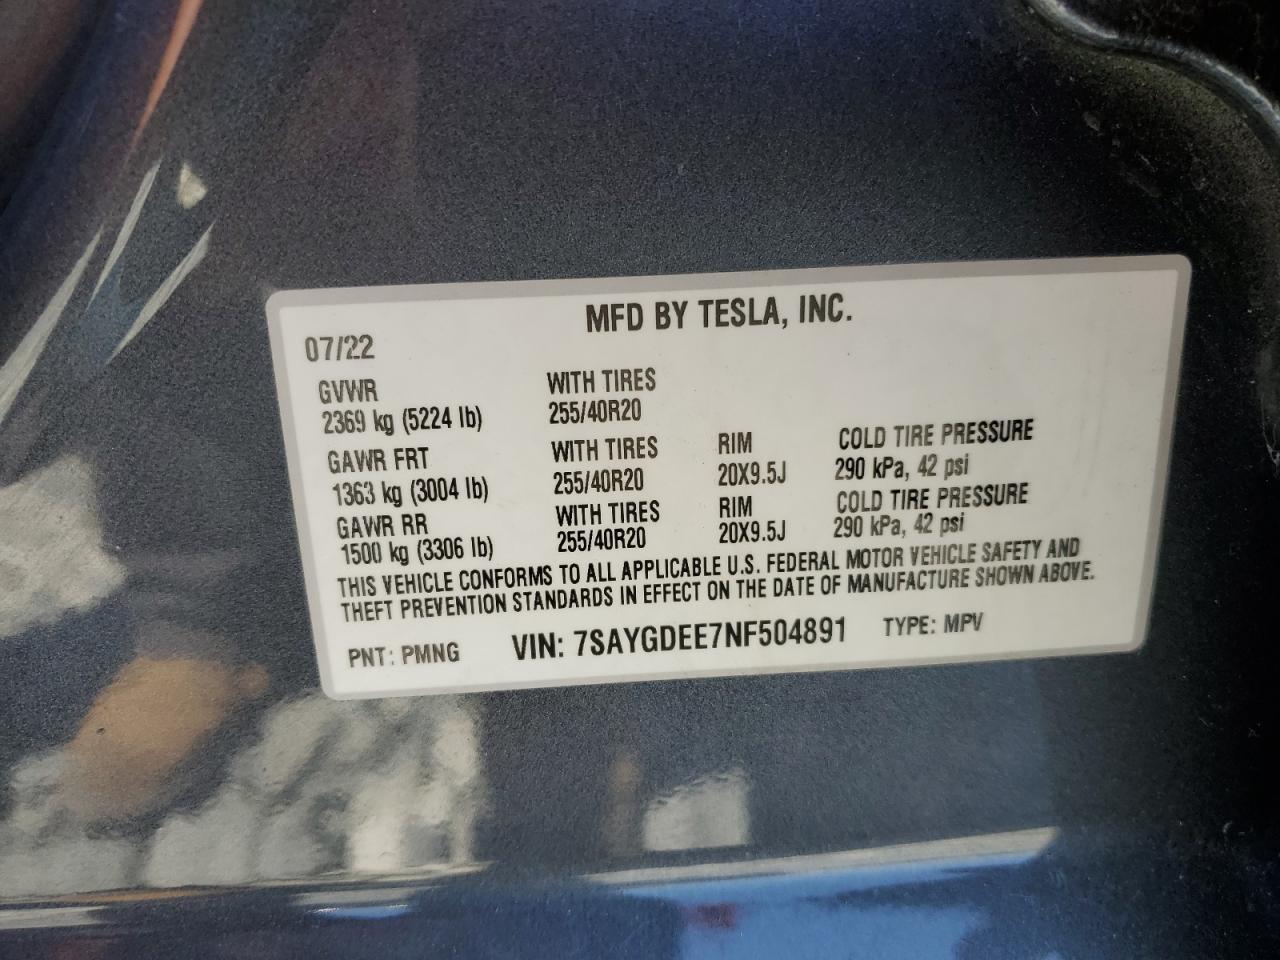 MFD BY TESLA, INC.
07/22
GVWR WITH TIRES
2369 kg (5224 lb) 255/40R20
GAWR FRT WITH TIRES RIM COLD TIRE PRESSURE
1363 kg (3004 lb) 255/40R20 20X9.5J 290 kPa, 42 psi
GAWR RR WITH TIRES RIM COLD TIRE PRESSURE
1500 kg (3306 lb) 255/40R20 20X9.5J 290 kPa, 42 psi
THIS VEHICLE CONFORMS TO ALL APPLICABLE U.S. FEDERAL MOTOR VEHICLE SAFETY AND
THEFT PREVENTION STANDARDS IN EFFECT ON THE DATE OF MANUFACTURE SHOWN ABOVE.
PNT: PMNG VIN: 7SAYGDEE7NF504891 TYPE: MPV